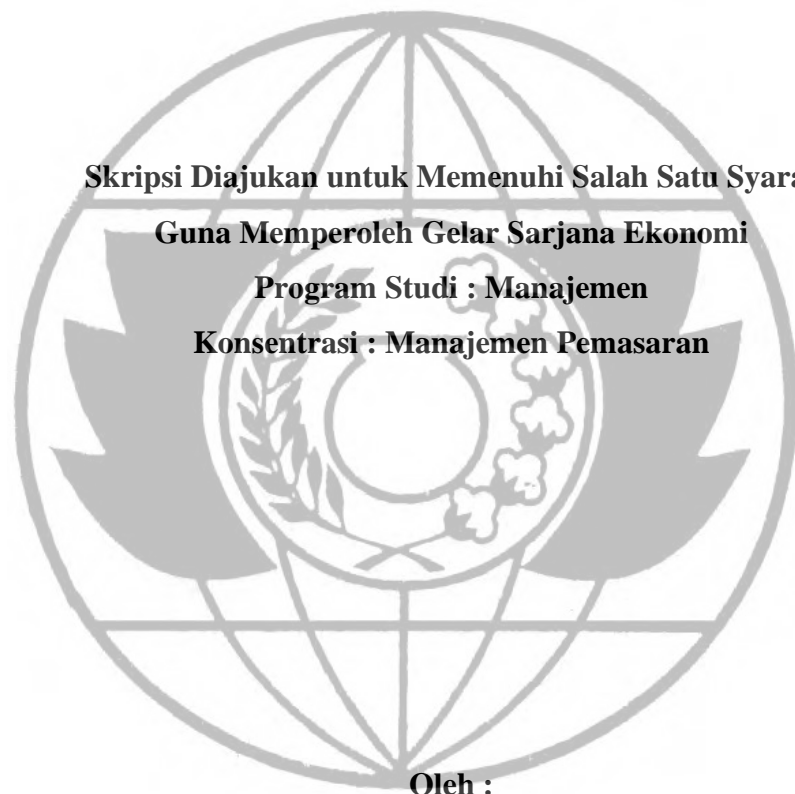 Skripsi Diajukan untuk Memenuhi Salah Satu Syara
Guna Memperoleh Gelar Sarjana Ekonomi
Program Studi : Manajemen
Konsentrasi : Manajemen Pemasaran
Oleh :